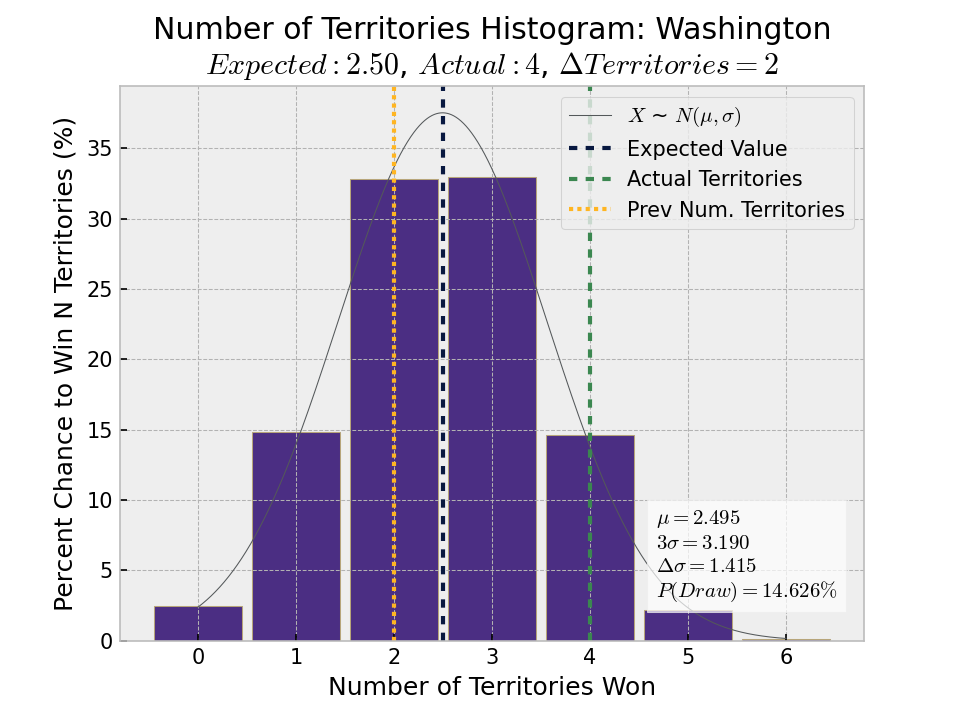 Number of Territories Histogram: Washington
Expected : 2.50, Actual : 4, ΔTerritories = 2
Percent Chance to Win N Territories (%)
35
30
25
20
15
10
5
0
X ~ N(μ, σ)
Expected Value
Actual Territories
Prev Num. Territories
μ = 2.495
3σ = 3.190
Δσ = 1.415
P(Draw) = 14.626%
0 1 2 3 4 5 6
Number of Territories Won